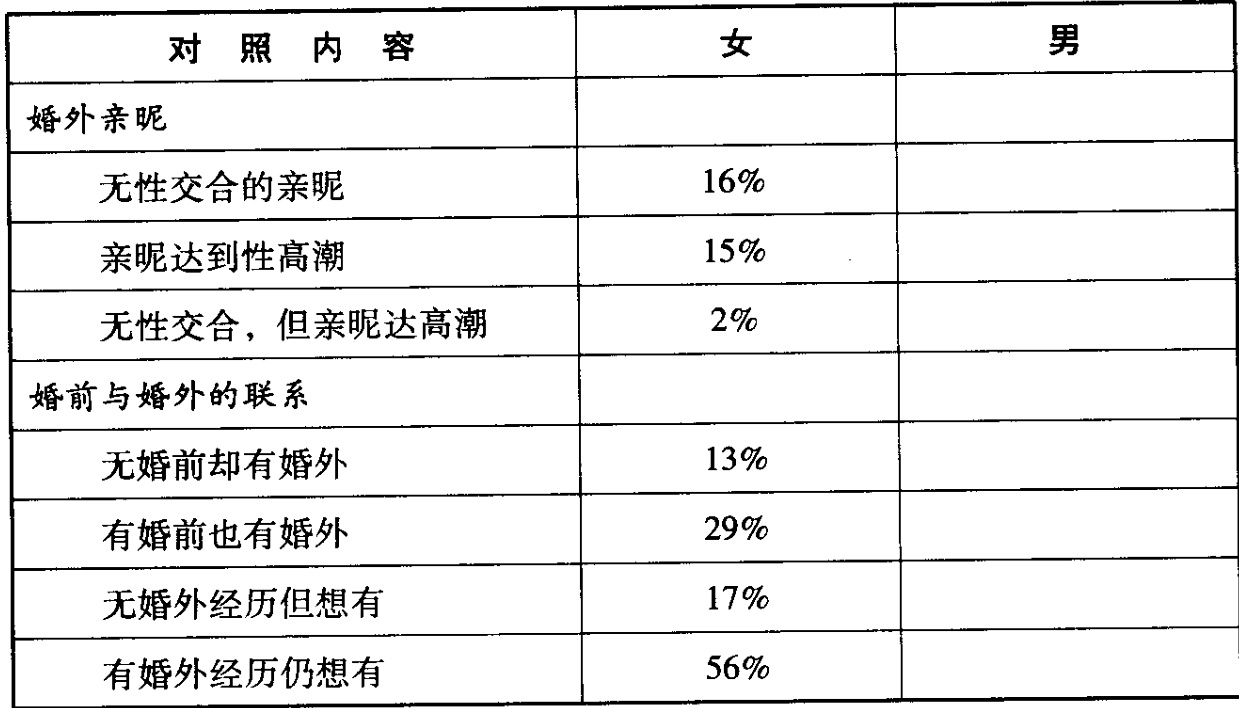 对照内容 女 男
婚外亲昵
无性交合的亲昵 16%
亲昵达到性高潮 15%
无性交合，但亲昵达高潮 2%
婚前与婚外的联系
无婚前却有婚外 13%
有婚前也有婚外 29%
无婚外经历但想有 17%
有婚外经历仍想有 56%